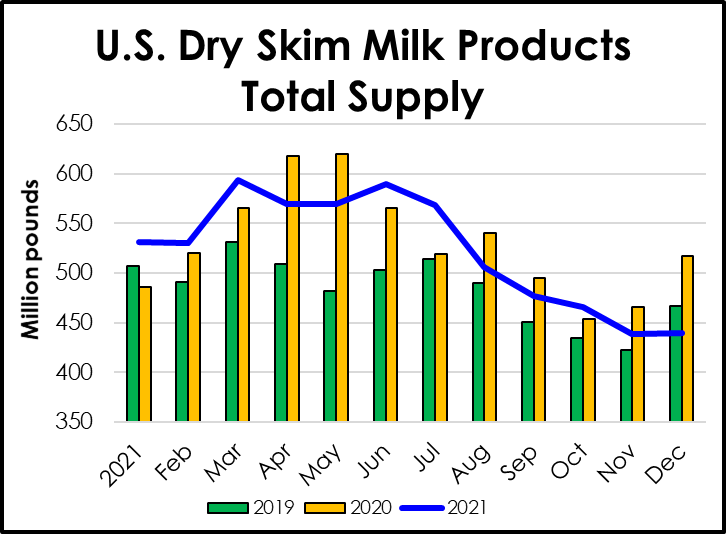 U.S. Dry Skim Milk Products
Total Supply
Million pounds
650
600
550
500
450
400
350
2021 Feb Mar Apr May Jun Jul Aug Sep Oct Nov Dec
2019 2020 2021